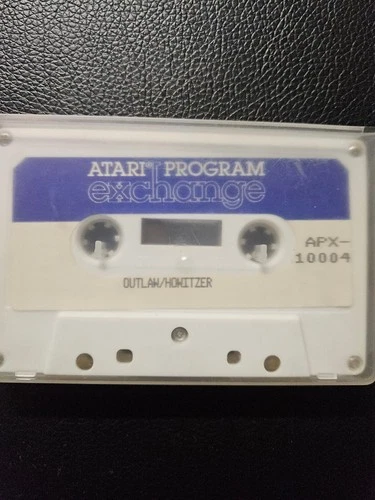 ATARI® PROGRAM
exchange
APX-
10004
OUTLAW/HOWITZER